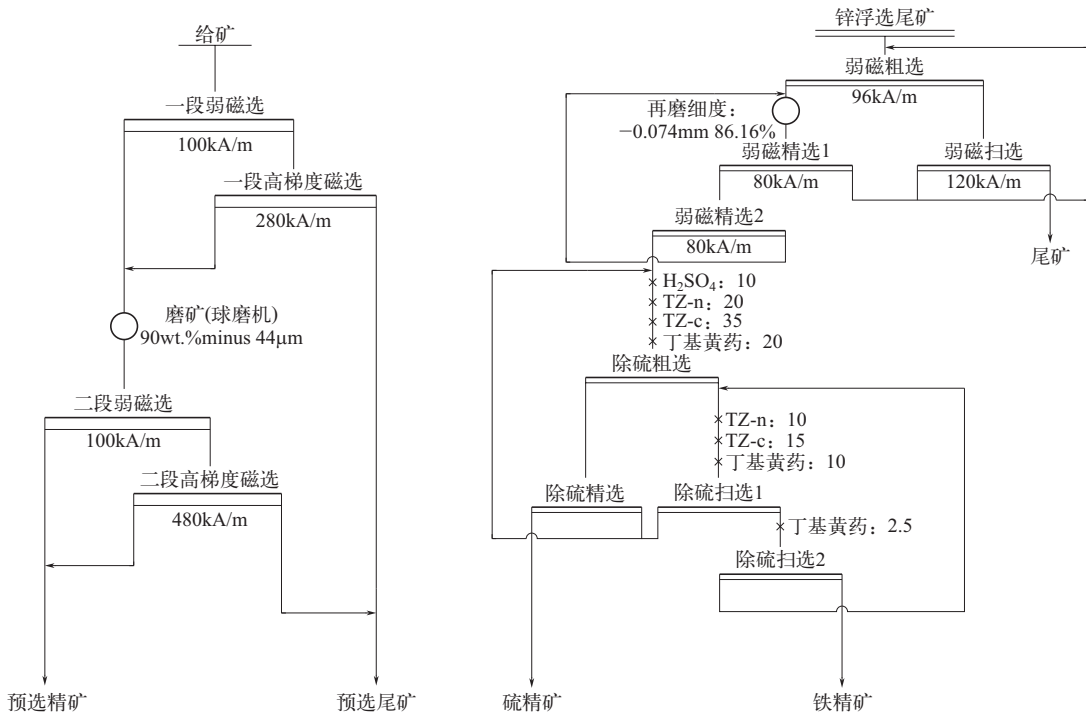 给矿
一段弱磁选
100kA/m
一段高梯度磁选
280kA/m
磨矿(球磨机)
90wt.%minus 44μm
二段弱磁选
100kA/m
二段高梯度磁选
480kA/m
预选精矿
预选尾矿
锌浮选尾矿
弱磁粗选
96kA/m
再磨细度：
−0.074mm 86.16%
弱磁精选1
80kA/m
弱磁扫选
120kA/m
尾矿
弱磁精选2
80kA/m
H₂SO₄：10
TZ-n：20
TZ-c：35
丁基黄药：20
除硫粗选
TZ-n：10
TZ-c：15
丁基黄药：10
除硫精选
除硫扫选1
丁基黄药：2.5
除硫扫选2
硫精矿
铁精矿